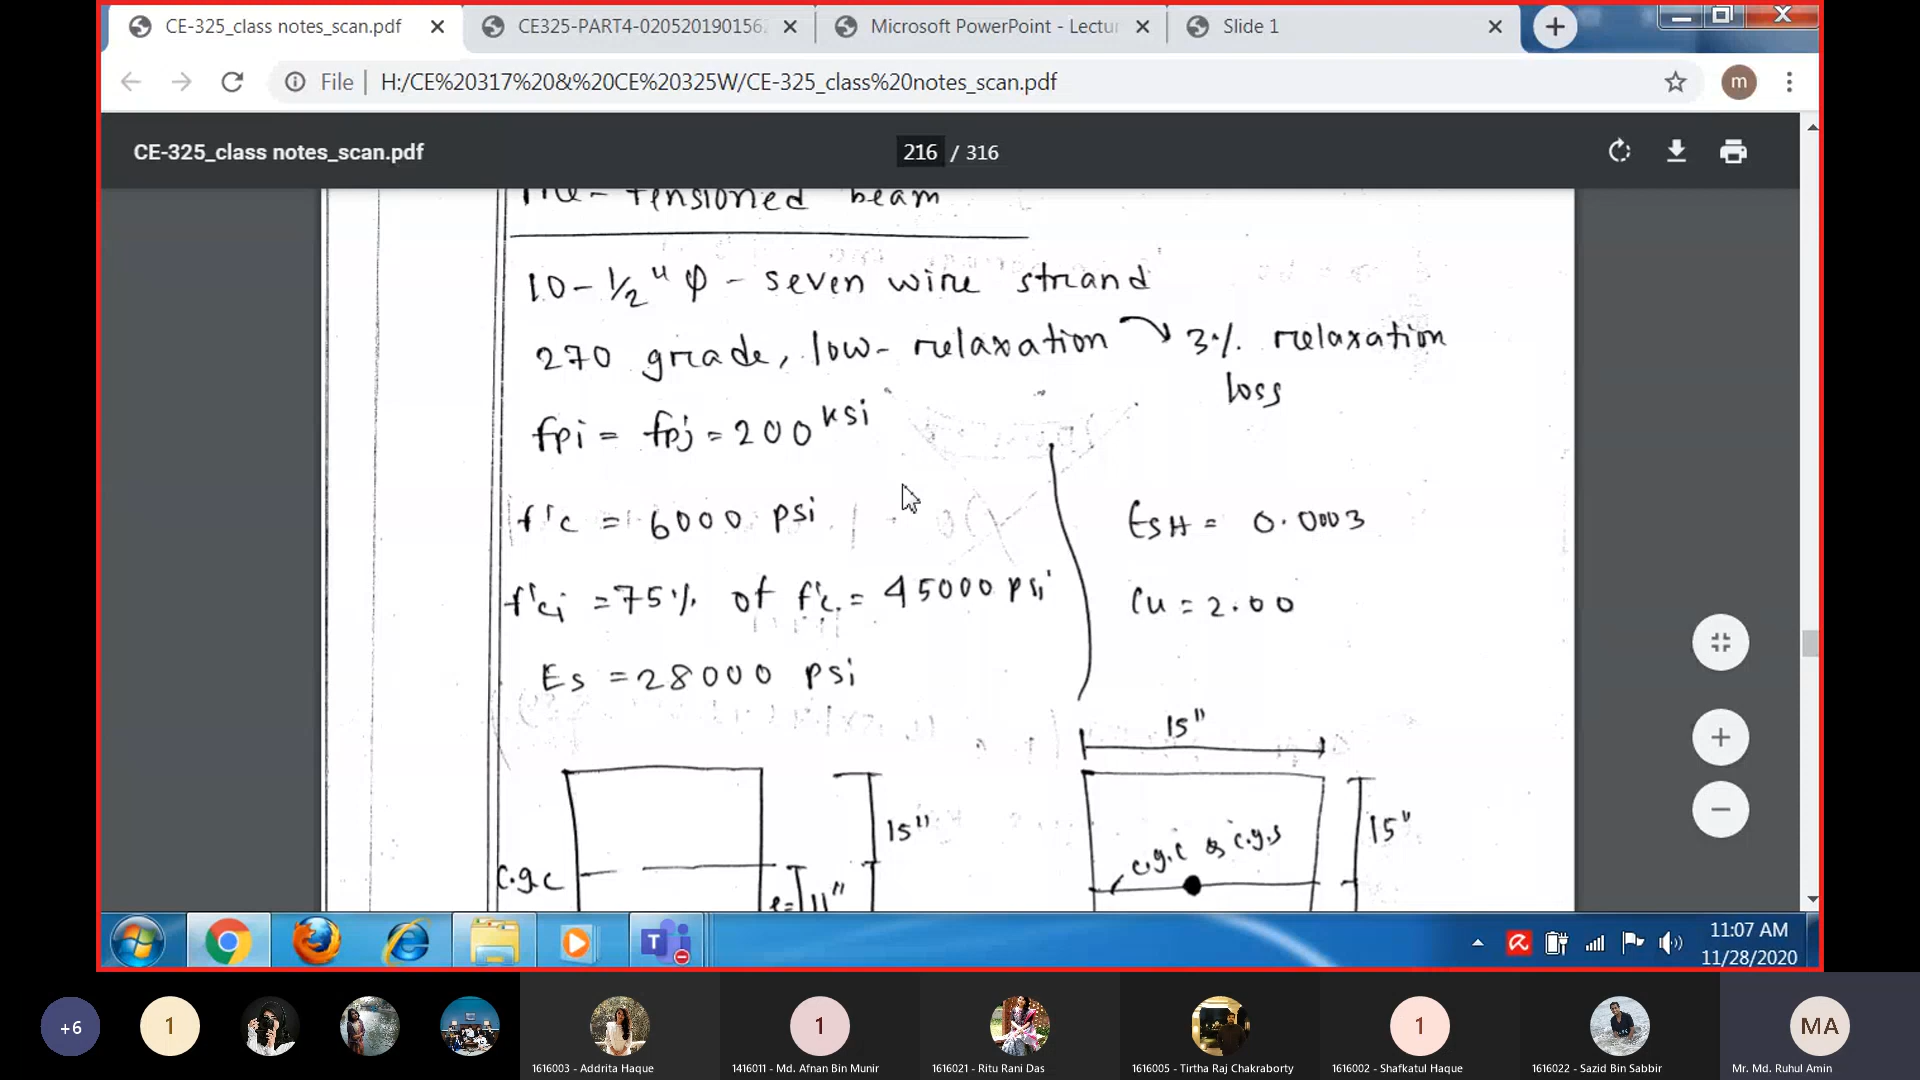 CE-325_class notes_scan.pdf
CE325-PART4-0205201901562
Microsoft PowerPoint - Lectur
Slide 1
File | H:/CE%20317%20&%20CE%20325W/CE-325_class%20notes_scan.pdf
m
CE-325_class notes_scan.pdf
216 / 316
Pre-tensioned beam
10-1/2" φ - seven wire strand
270 grade, low-relaxation → 3% relaxation
loss
fpi = fpj = 200 ksi
f'c = 6000 psi
ϵSH = 0.0003
f'ci = 75% of f'c = 45000 psi
Cu = 2.00
Es = 28000 psi
15"
15"
c.g.c & c.g.s
15"
c.g.c
e=11"
T
11:07 AM
11/28/2020
+6
1
1
1
MA
1616003 - Addrita Haque
1416011 - Md. Afnan Bin Munir
1616021 - Ritu Rani Das
1616005 - Tirtha Raj Chakraborty
1616002 - Shafkatul Haque
1616022 - Sazid Bin Sabbir
Mr. Md. Ruhul Amin